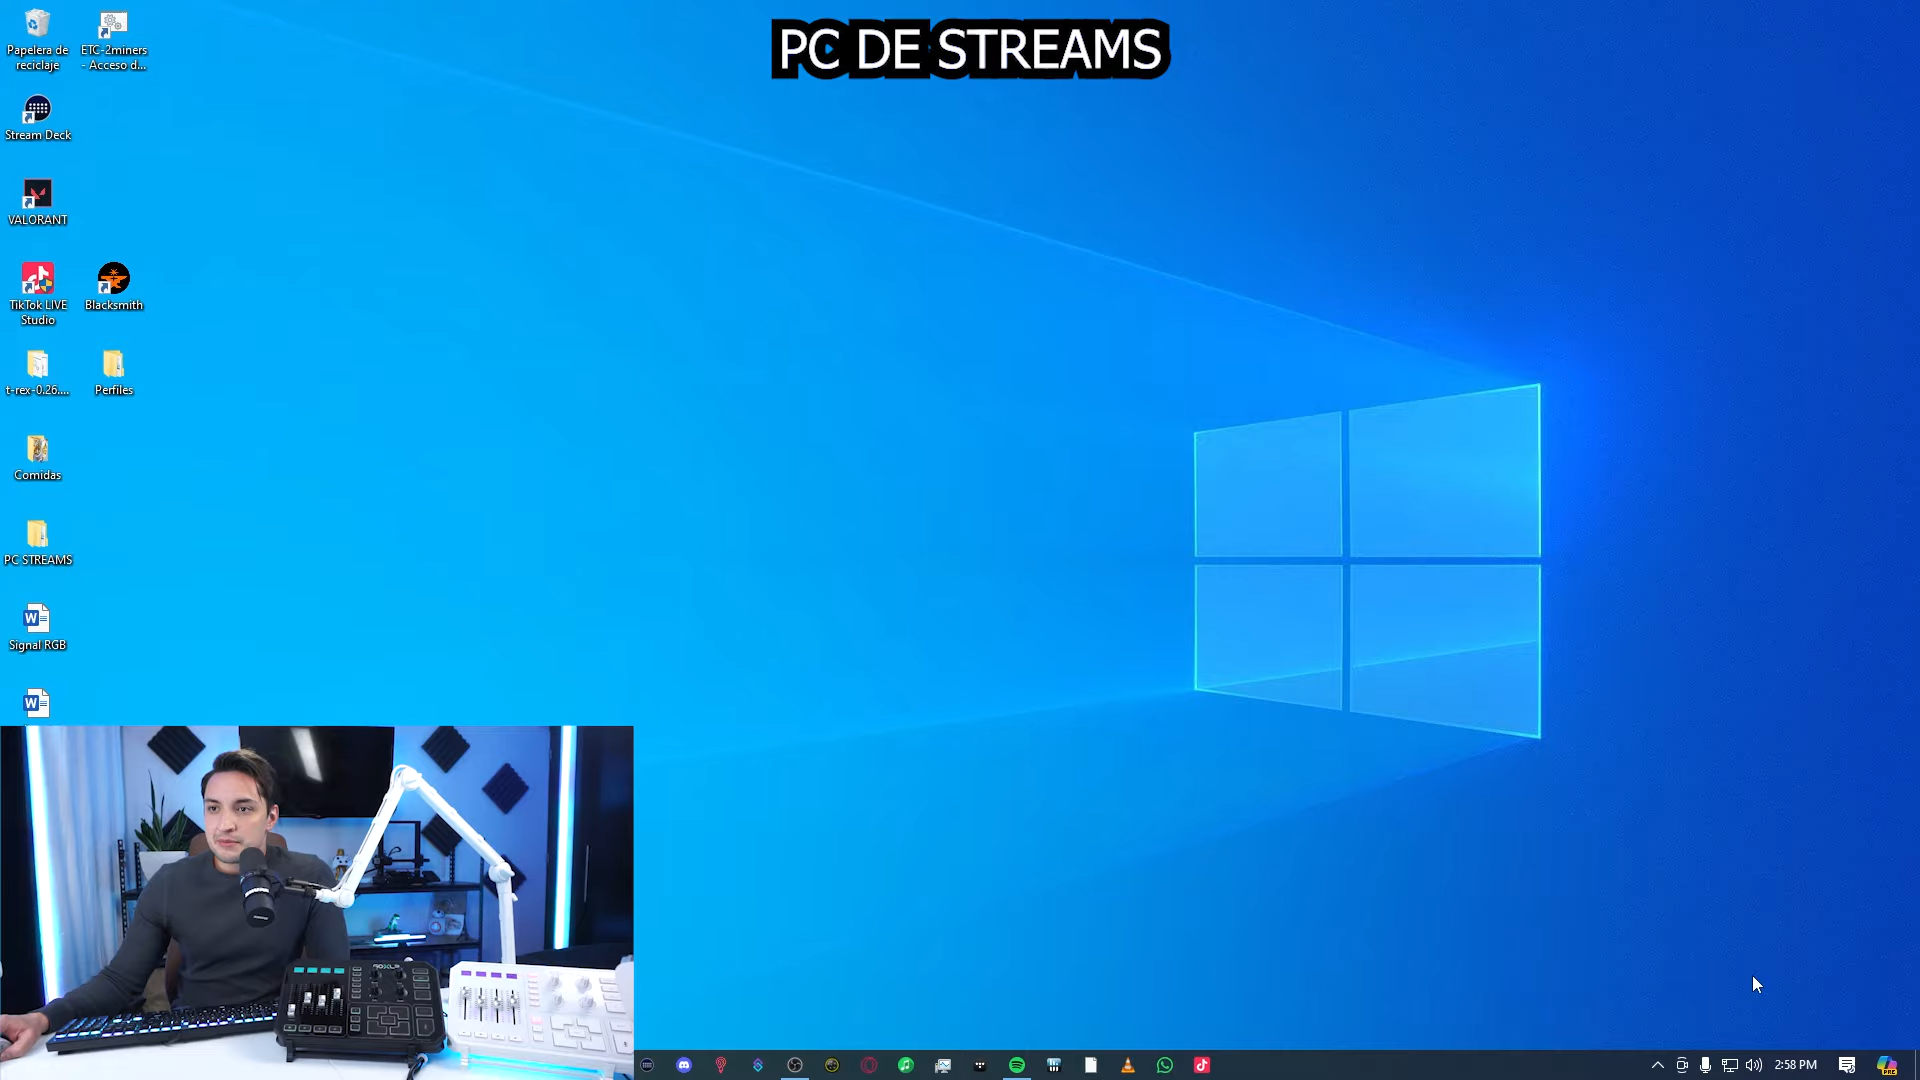 PC DE STREAMS
Papelera de
reciclaje
ETC-2miners
- Acceso d...
Stream Deck
VALORANT
TikTok LIVE
Studio
Blacksmith
t-rex-0.26....
Perfiles
Comidas
PC STREAMS
W
Signal RGB
W
2:58 PM